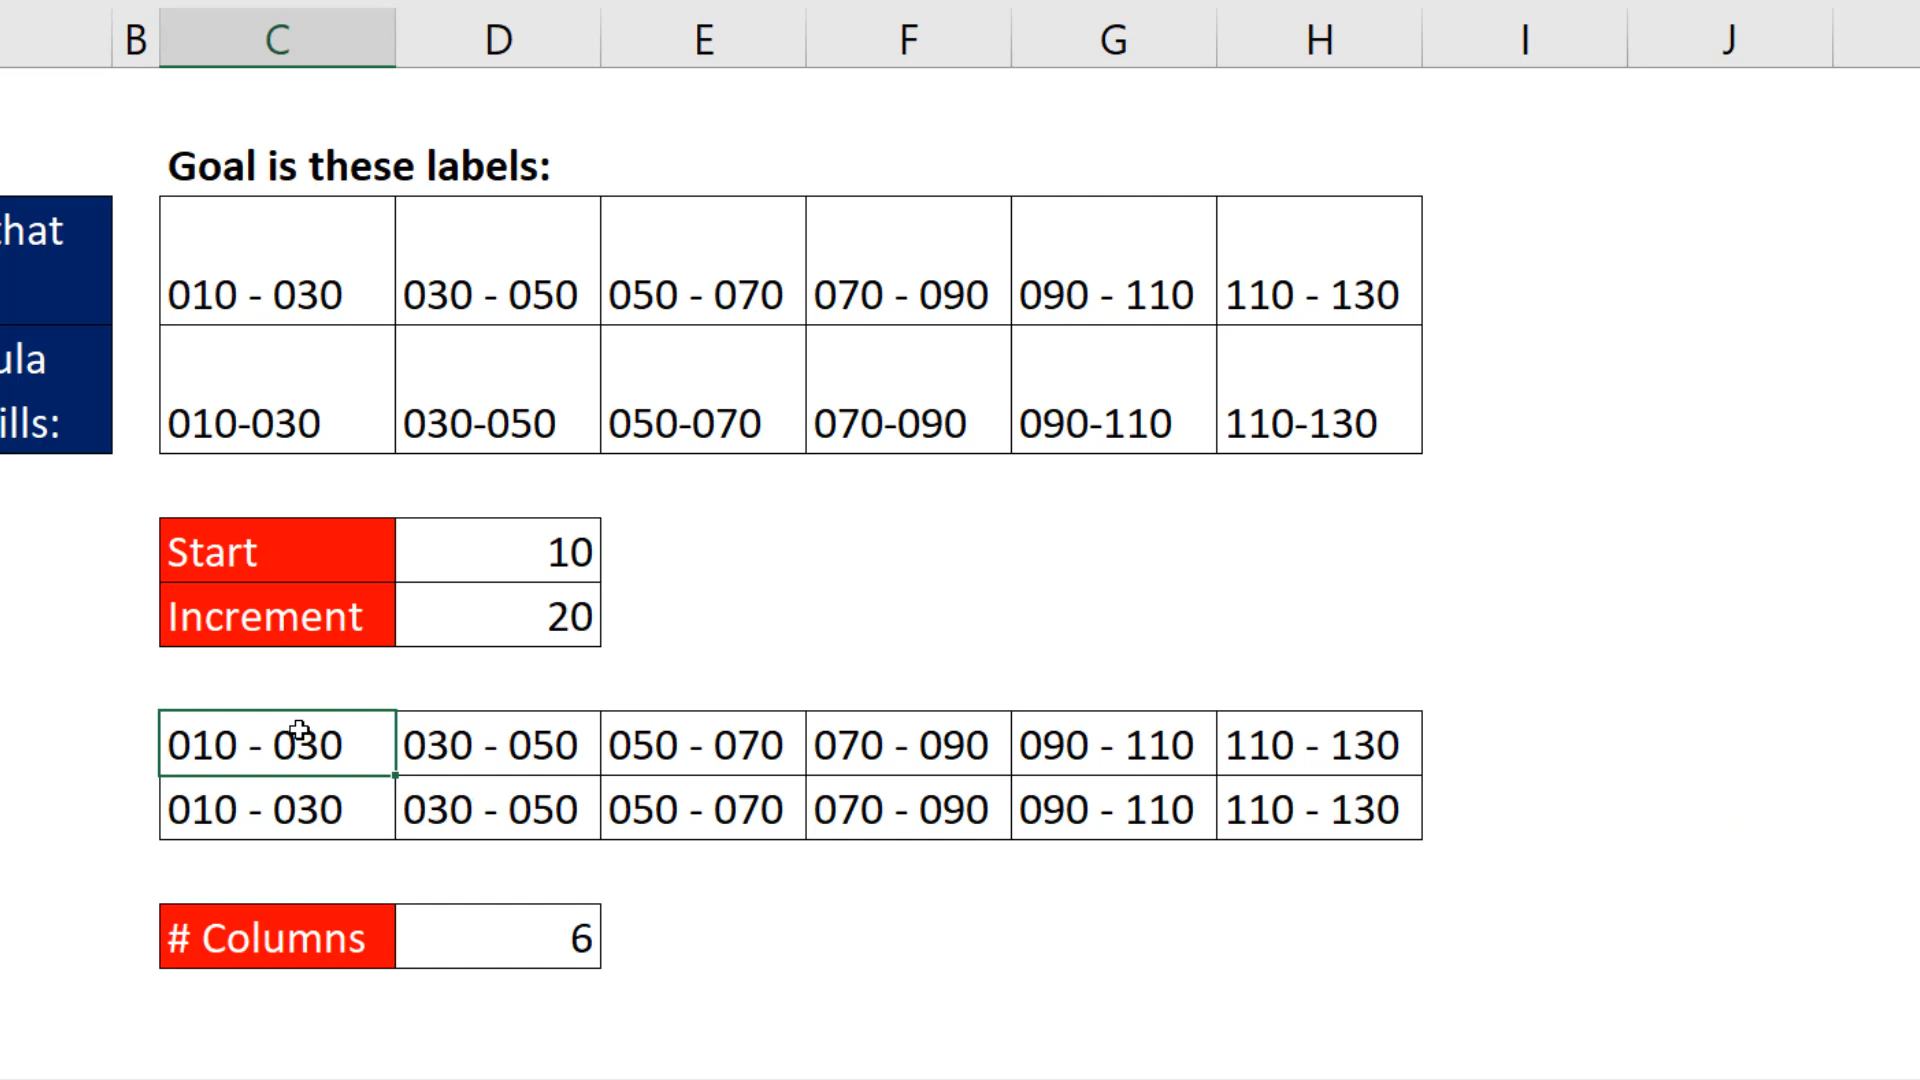 B C D E F G H I J
Goal is these labels:
that
010 - 030 030 - 050 050 - 070 070 - 090 090 - 110 110 - 130
ula
ills:
010-030 030-050 050-070 070-090 090-110 110-130
Start 10
Increment 20
010 - 030 030 - 050 050 - 070 070 - 090 090 - 110 110 - 130
010 - 030 030 - 050 050 - 070 070 - 090 090 - 110 110 - 130
# Columns 6